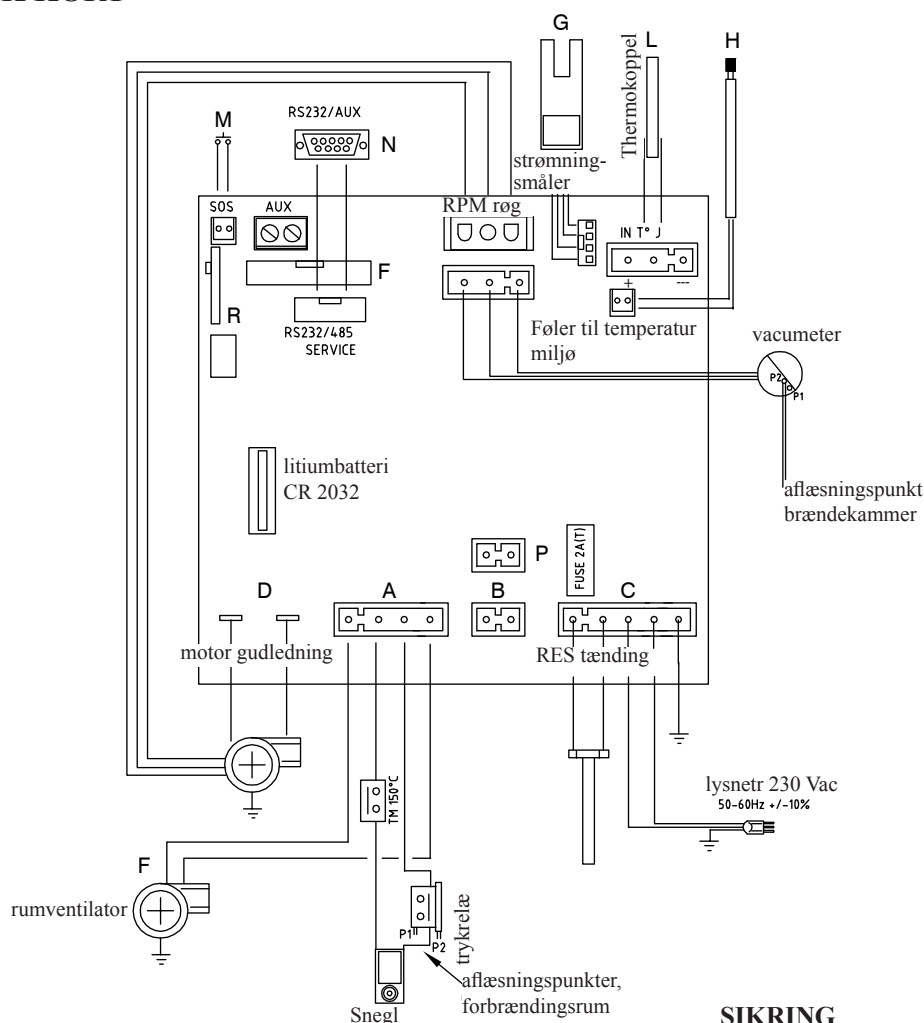 G
L
H
Thermokoppel
M
RS232/AUX
N
strømning-
småler
SOS
AUX
RPM røg
IN T° J
F
+
---
R
RS232/485
SERVICE
Føler til temperatur
miljø
vacumeter
P2
P1
litiumbatteri
CR 2032
aflæsningspunkt
brændekammer
P
FUSE 2A(T)
D
A
B
C
motor gudledning
RES tænding
TM 150°C
lysnetr 230 Vac
50-60Hz +/-10%
F
rumventilator
P1
P2
trykrelæ
aflæsningspunkter,
forbrændingsrum
Snegl
SIKRING